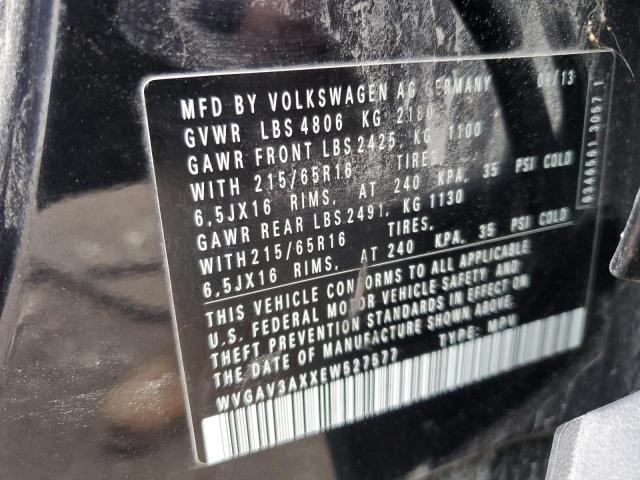 MFD BY VOLKSWAGEN AG GERMANY /13
GVWR LBS 4806 KG 2180
GAWR FRONT LBS 2425, KG 1100
WITH 215/65R16 TIRES,
6,5JX16 RIMS, AT 240 KPA, 35 PSI COLD
GAWR REAR LBS 2491, KG 1130
WITH 215/65R16 TIRES,
6,5JX16 RIMS, AT 240 KPA, 35 PSI COLD
THIS VEHICLE CONFORMS TO ALL APPLICABLE
U.S. FEDERAL MOTOR VEHICLE SAFETY AND
THEFT PREVENTION STANDARDS IN EFFECT ON THE
DATE OF MANUFACTURE SHOWN ABOVE.
WVGAV3AXXEW527577 TYPE: MPV